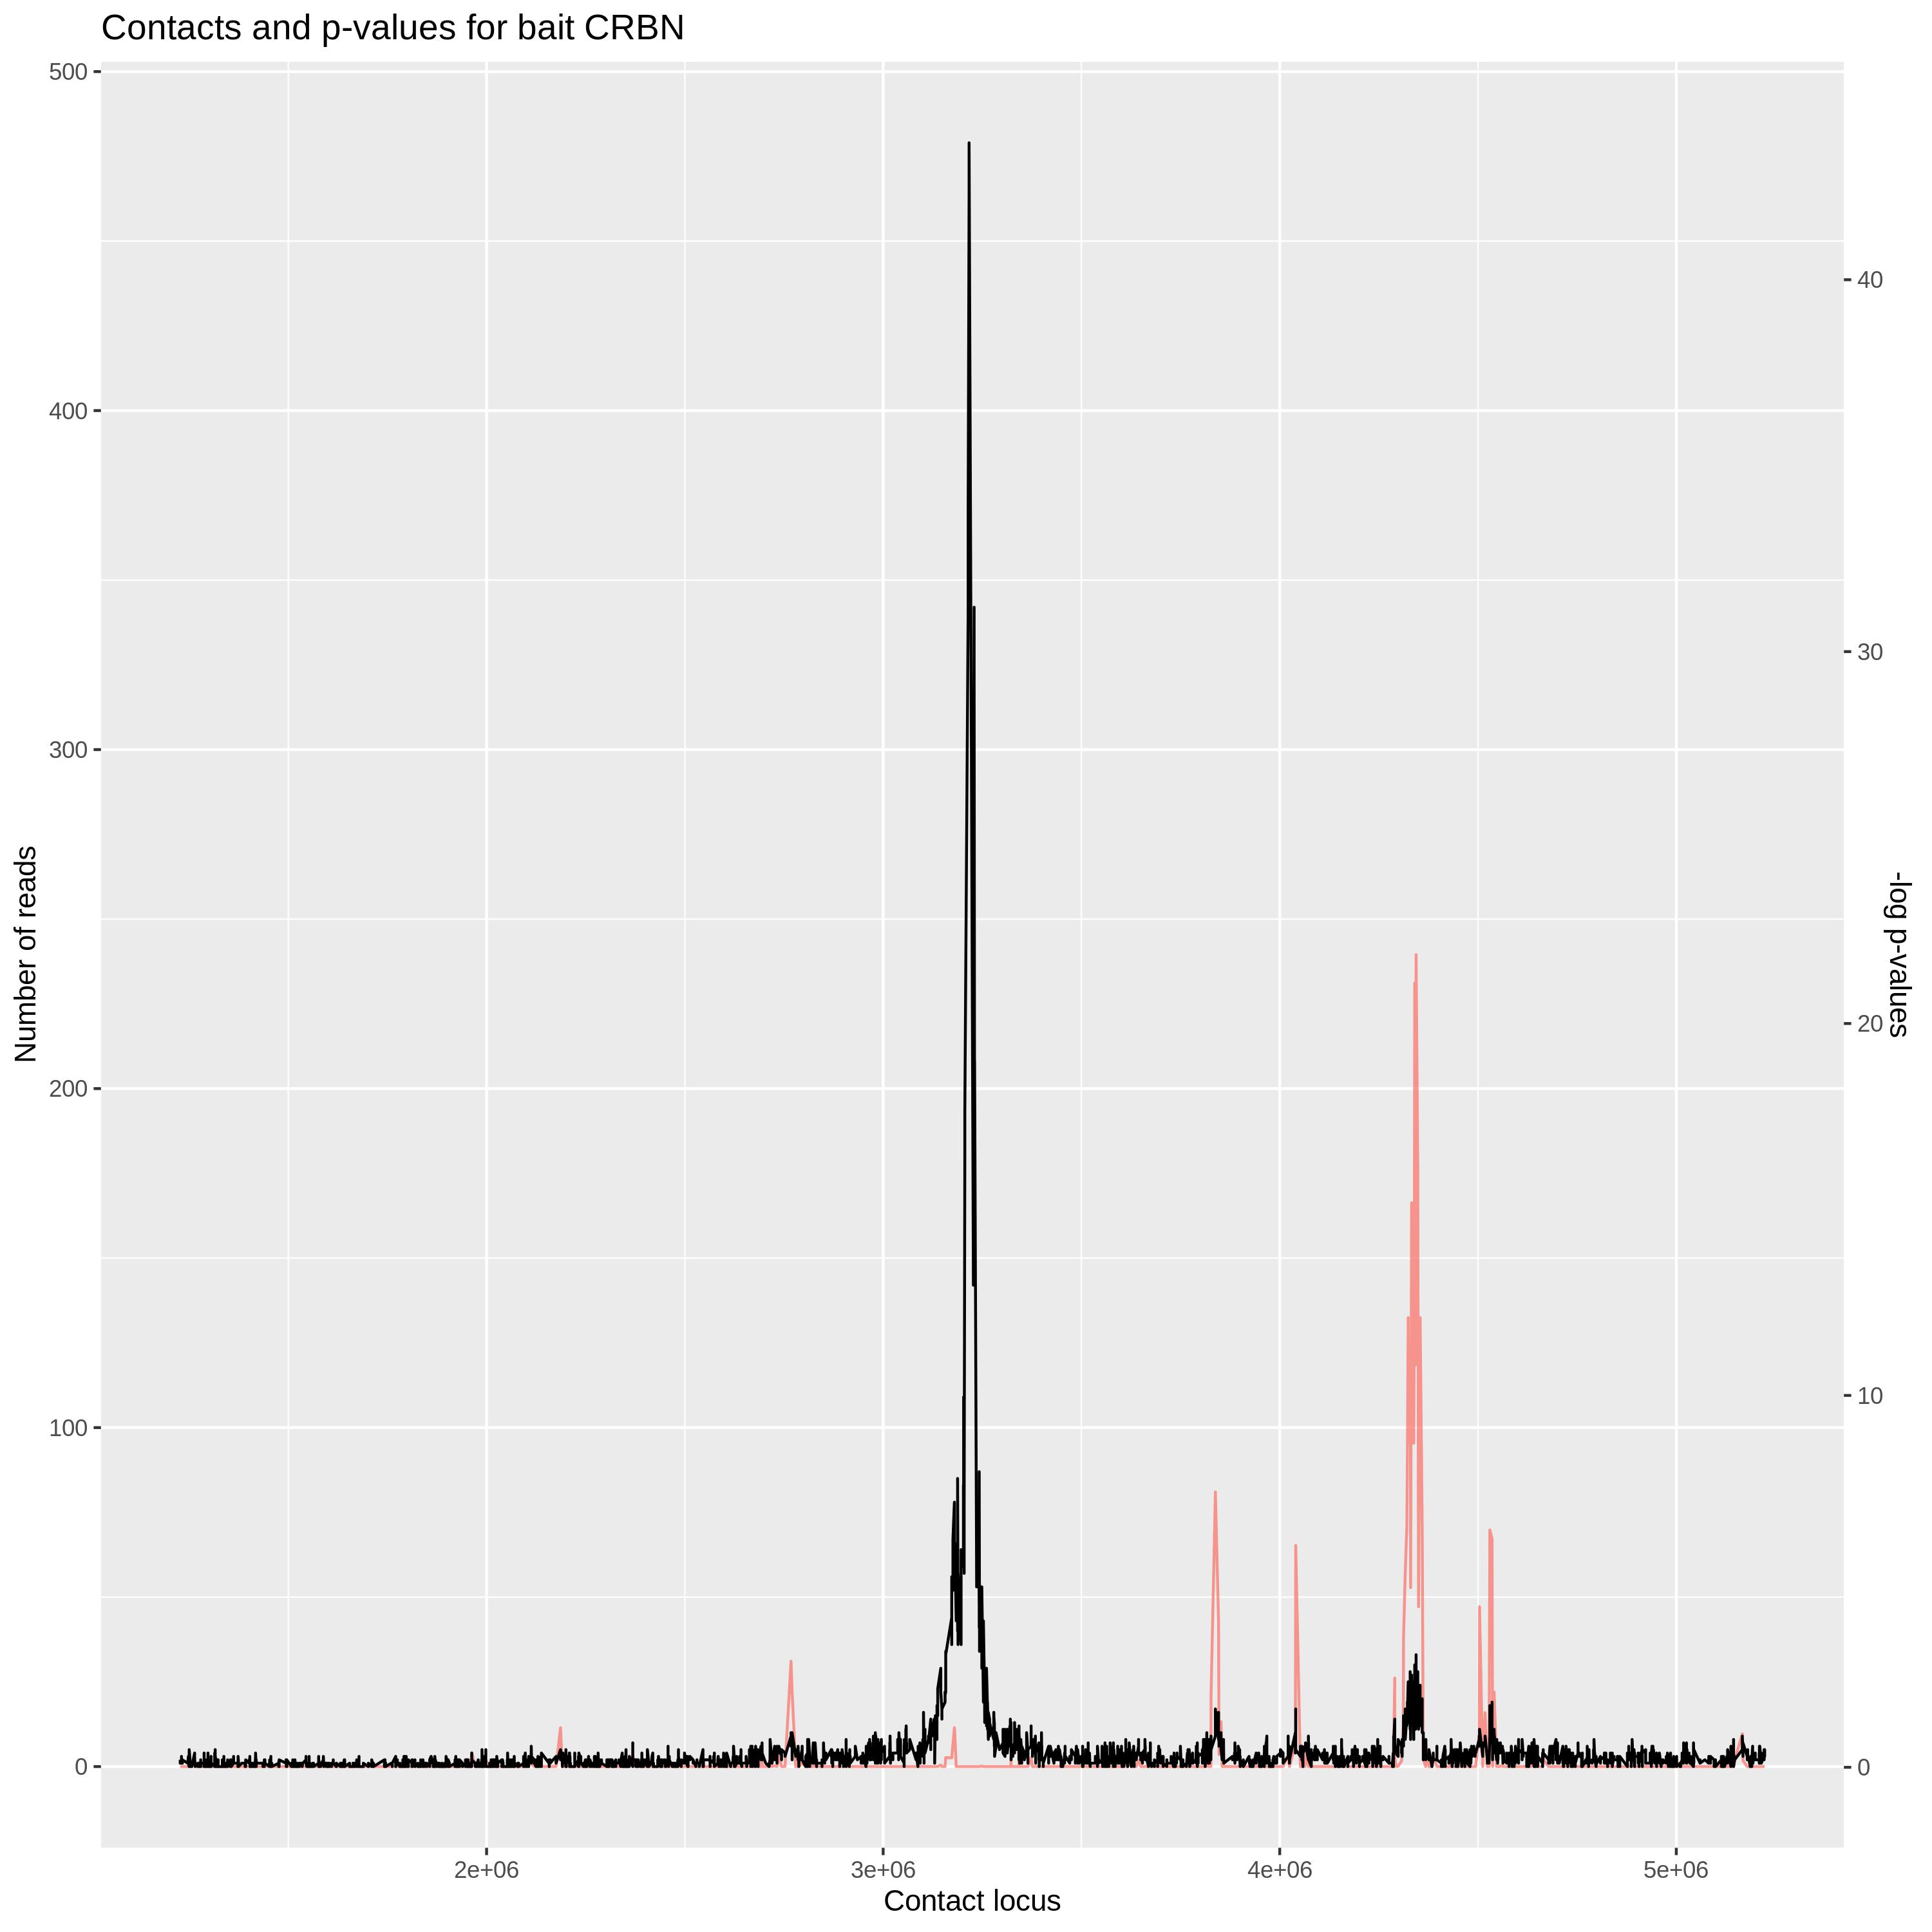 Contacts and p-values for bait CRBN
500
400
300
200
100
0
Number of reads
40
30
20
10
0
-log p-values
2e+06
3e+06
4e+06
5e+06
Contact locus